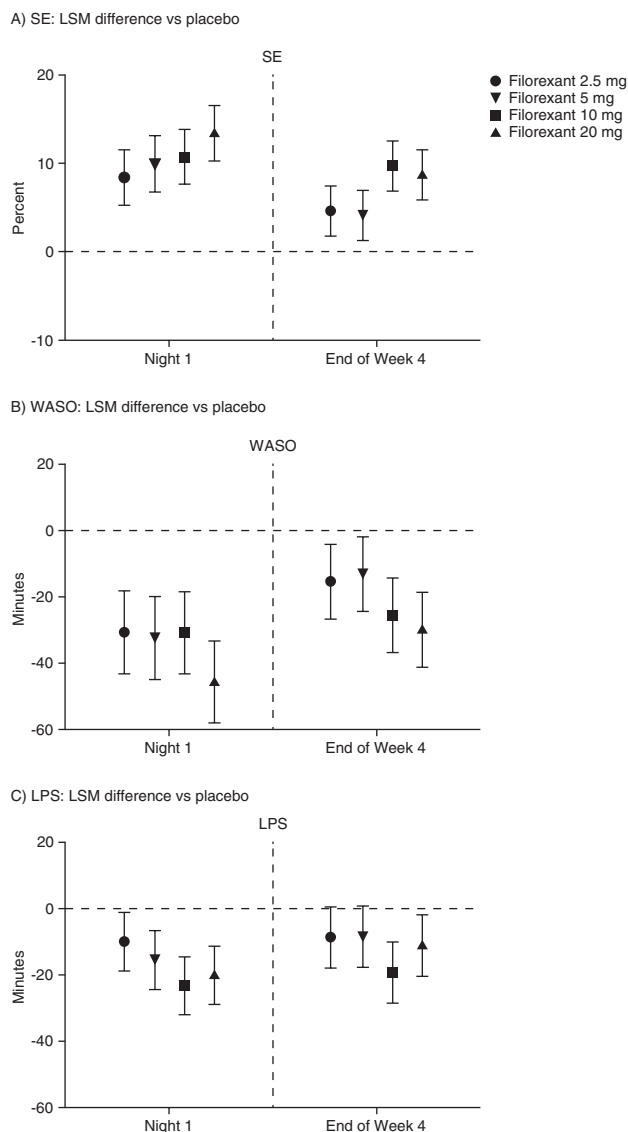 A) SE: LSM difference vs placebo
SE
20
10
0
-10
Percent
Night 1
End of Week 4
Filorexant 2.5 mg
Filorexant 5 mg
Filorexant 10 mg
Filorexant 20 mg
B) WASO: LSM difference vs placebo
WASO
20
0
-20
-40
-60
Minutes
Night 1
End of Week 4
C) LPS: LSM difference vs placebo
LPS
20
0
-20
-40
-60
Minutes
Night 1
End of Week 4